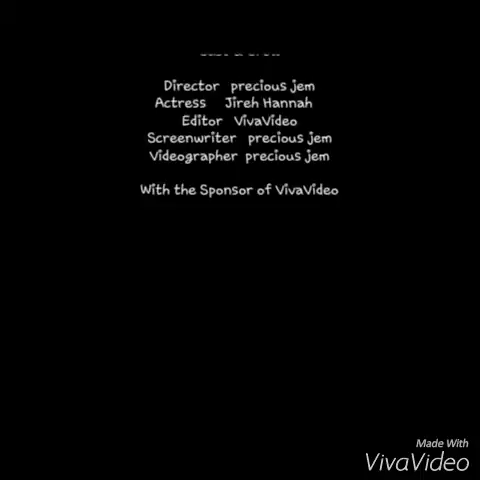 Director precious jem
Actress Jireh Hannah
Editor VivaVideo
Screenwriter precious jem
Videographer precious jem
With the Sponsor of VivaVideo
Made With
VivaVideo